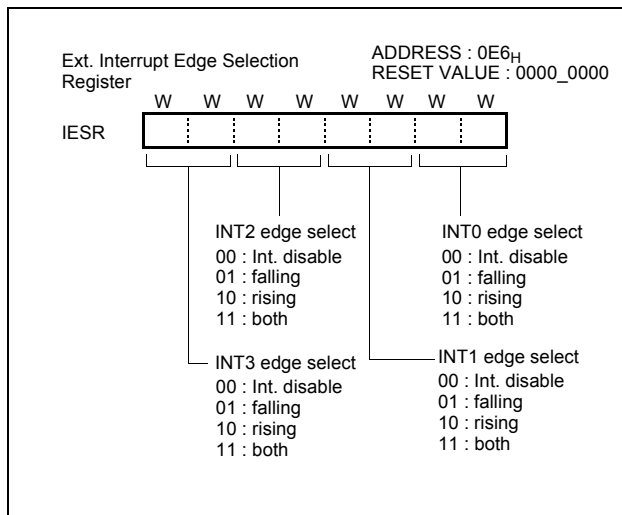 Ext. Interrupt Edge Selection
Register
ADDRESS : 0E6H
RESET VALUE : 0000_0000
W W W W W W W W
IESR
INT2 edge select
00 : Int. disable
01 : falling
10 : rising
11 : both
INT0 edge select
00 : Int. disable
01 : falling
10 : rising
11 : both
INT3 edge select
00 : Int. disable
01 : falling
10 : rising
11 : both
INT1 edge select
00 : Int. disable
01 : falling
10 : rising
11 : both